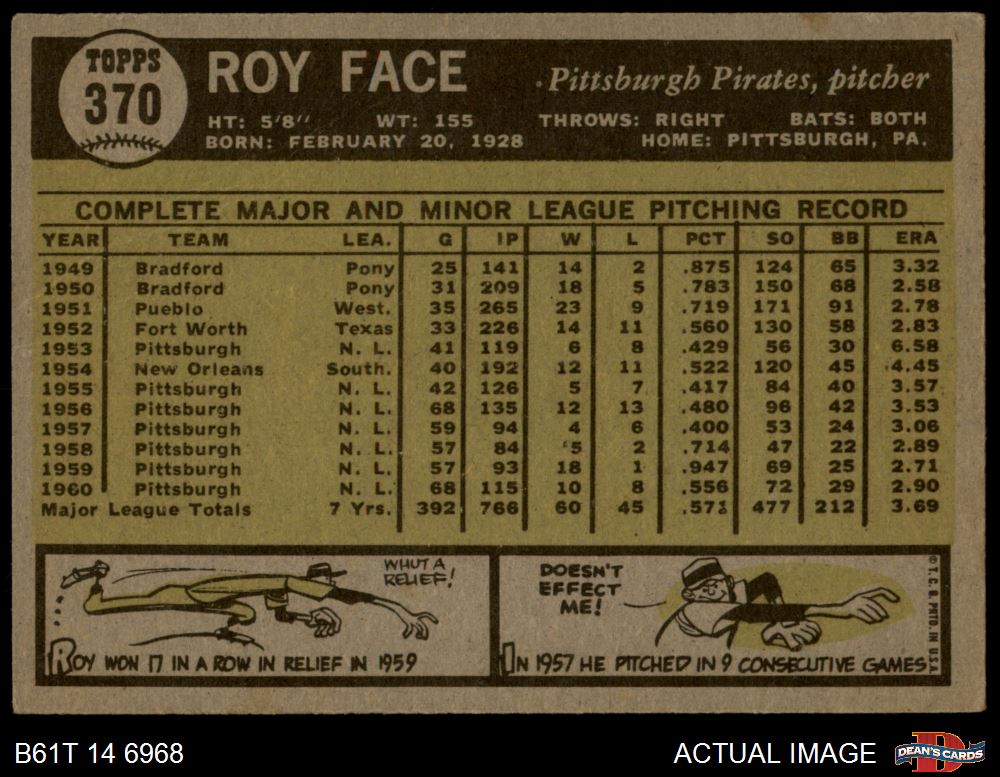 TOPPS
370
ROY FACE
Pittsburgh Pirates, pitcher
HT: 5'8" WT: 155 THROWS: RIGHT BATS: BOTH
BORN: FEBRUARY 20, 1928 HOME: PITTSBURGH, PA.
COMPLETE MAJOR AND MINOR LEAGUE PITCHING RECORD
YEAR TEAM LEA. G IP W L PCT SO BB ERA
1949 Bradford Pony 25 141 14 2 .875 124 65 3.32
1950 Bradford Pony 31 209 18 5 .783 150 68 2.58
1951 Pueblo West. 35 265 23 9 .719 171 91 2.78
1952 Fort Worth Texas 33 226 14 11 .560 130 58 2.83
1953 Pittsburgh N. L. 41 119 6 8 .429 56 30 6.58
1954 New Orleans South. 40 192 12 11 .522 120 45 4.45
1955 Pittsburgh N. L. 42 126 5 7 .417 84 40 3.57
1956 Pittsburgh N. L. 68 135 12 13 .480 96 42 3.53
1957 Pittsburgh N. L. 59 94 4 6 .400 53 24 3.06
1958 Pittsburgh N. L. 57 84 5 2 .714 47 22 2.89
1959 Pittsburgh N. L. 57 93 18 1 .947 69 25 2.71
1960 Pittsburgh N. L. 68 115 10 8 .556 72 29 2.90
Major League Totals 7 Yrs. 392 766 60 45 .571 477 212 3.69
WHUT A
RELIEF!
ROY WON 17 IN A ROW IN RELIEF IN 1959
DOESN'T
EFFECT
ME!
IN 1957 HE PITCHED IN 9 CONSECUTIVE GAMES
© T. C. G. PRTD. IN U.S.A.
B61T 14 6968
ACTUAL IMAGE
D
DEAN'S CARDS